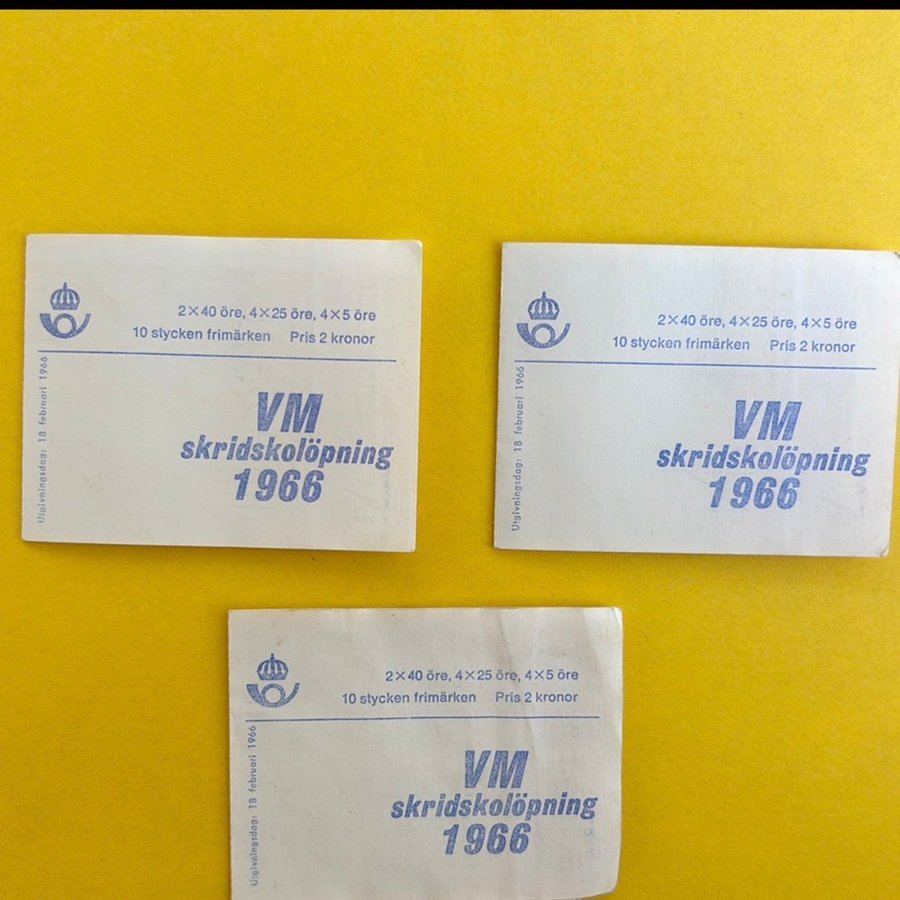 2×40 öre, 4×25 öre, 4×5 öre
10 stycken frimärken Pris 2 kronor
Utgivningsdag: 18 februari 1966
VM
skridskolöpning
1966
2×40 öre, 4×25 öre, 4×5 öre
10 stycken frimärken Pris 2 kronor
Utgivningsdag: 18 februari 1966
VM
skridskolöpning
1966
2×40 öre, 4×25 öre, 4×5 öre
10 stycken frimärken Pris 2 kronor
Utgivningsdag: 18 februari 1966
VM
skridskolöpning
1966